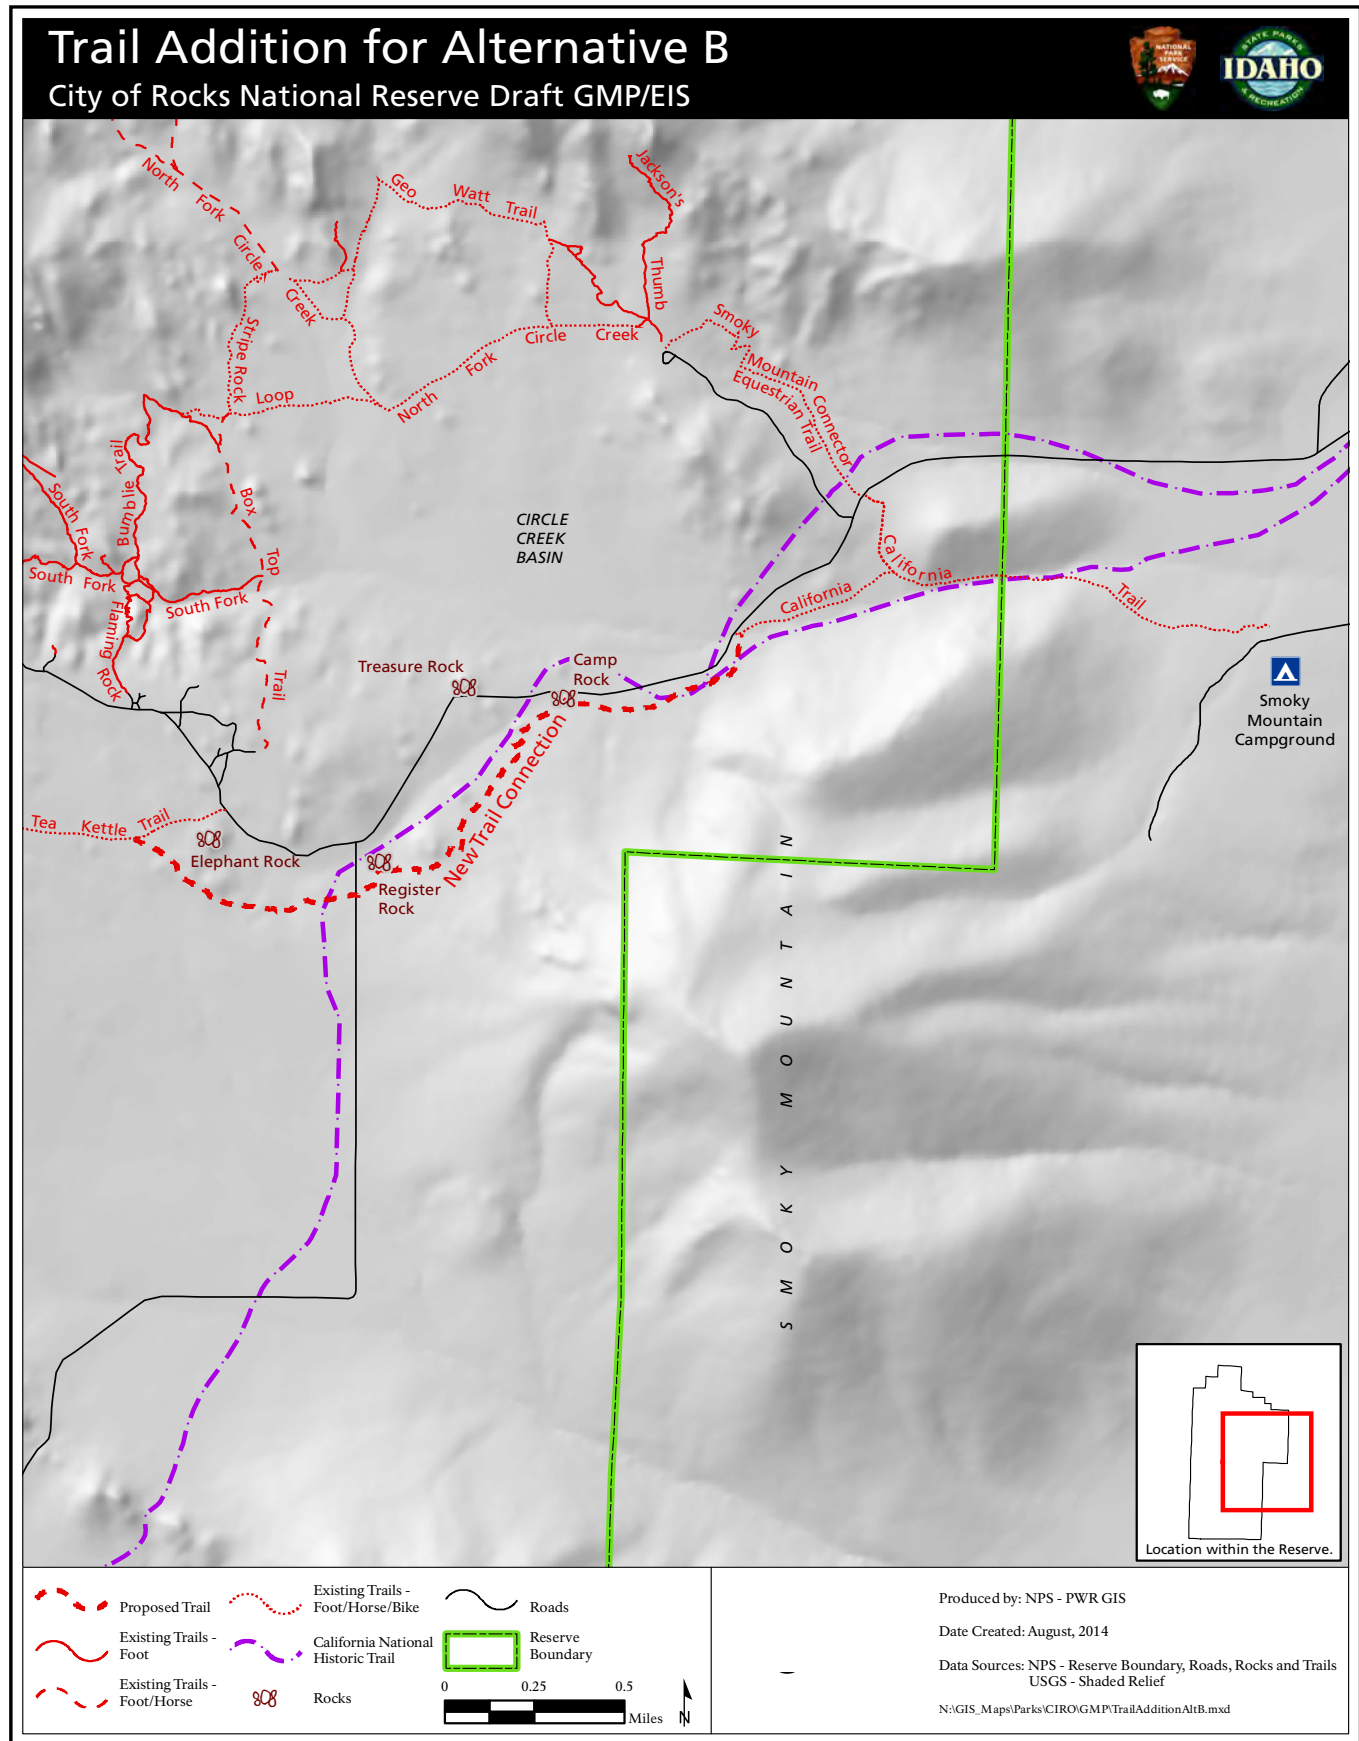 Trail Addition for Alternative B
City of Rocks National Reserve Draft GMP/EIS
NATIONAL
PARK
SERVICE
STATE PARKS
IDAHO
& RECREATION
North Fork Circle Creek
Geo Watt Trail
Jackson's Thumb
Stripe Rock
Loop
North Fork Circle Creek
Smoky Mountain Connector
Equestrian Trail
Bumblie Trail
South Fork
South Fork
South Fork
Box Top Trail
Flaming Rock
CIRCLE
CREEK
BASIN
California
California Trail
Treasure Rock
Camp
Rock
New Trail Connection
Smoky
Mountain
Campground
Tea Kettle Trail
Elephant Rock
Register
Rock
SMOKY MOUNTAIN
Location within the Reserve.
Proposed Trail
Existing Trails -
Foot
Existing Trails -
Foot/Horse
Existing Trails -
Foot/Horse/Bike
California National
Historic Trail
Rocks
Roads
Reserve
Boundary
0 0.25 0.5
Miles
N
Produced by: NPS - PWR GIS
Date Created: August, 2014
Data Sources: NPS - Reserve Boundary, Roads, Rocks and Trails
USGS - Shaded Relief
N:\GIS_Maps\Parks\CIRO\GMP\TrailAdditionAltB.mxd